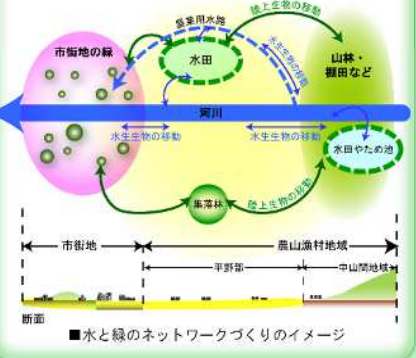 農業用水路
陸上生物の移動
市街地の緑
水田
水生生物の移動
山林・
棚田など
河川
水生生物の移動
水生生物の移動
水田やため池
集落林
陸上生物の移動
市街地
農山漁村地域
平野部
中山間地域
断面
■水と緑のネットワークづくりのイメージ